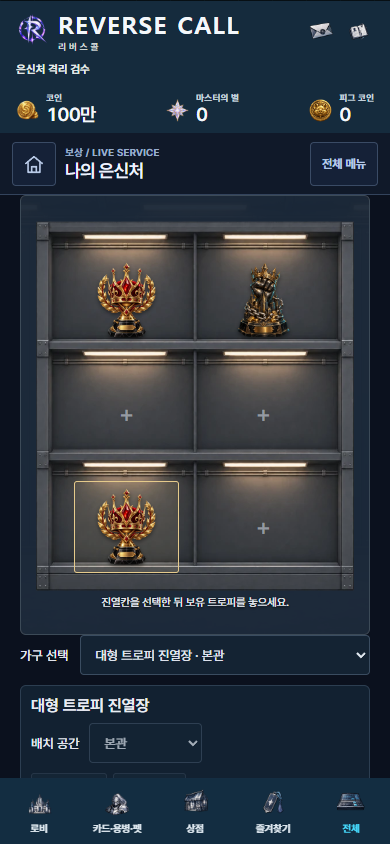 REVERSE CALL
리버스콜
은신처 격리 검수
코인
100만
마스터의 별
0
피그 코인
0
보상 / LIVE SERVICE
나의 은신처
전체 메뉴
진열칸을 선택한 뒤 보유 트로피를 놓으세요.
가구 선택
대형 트로피 진열장 · 본관
대형 트로피 진열장
배치 공간
본관
로비
카드·용병·펫
상점
즐겨찾기
전체